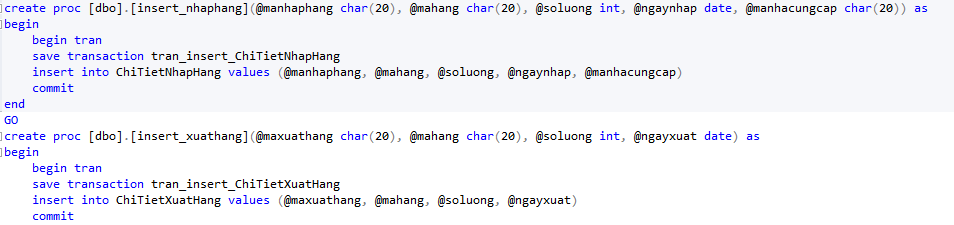 create proc [dbo].[insert_nhaphang](@manhaphang char(20), @mahang char(20), @soluong int, @ngaynhap date, @manhacungcap char(20)) as
begin
begin tran
save transaction tran_insert_ChiTietNhapHang
insert into ChiTietNhapHang values (@manhaphang, @mahang, @soluong, @ngaynhap, @manhacungcap)
commit
end
GO
create proc [dbo].[insert_xuathang](@maxuathang char(20), @mahang char(20), @soluong int, @ngayxuat date) as
begin
begin tran
save transaction tran_insert_ChiTietXuatHang
insert into ChiTietXuatHang values (@maxuathang, @mahang, @soluong, @ngayxuat)
commit